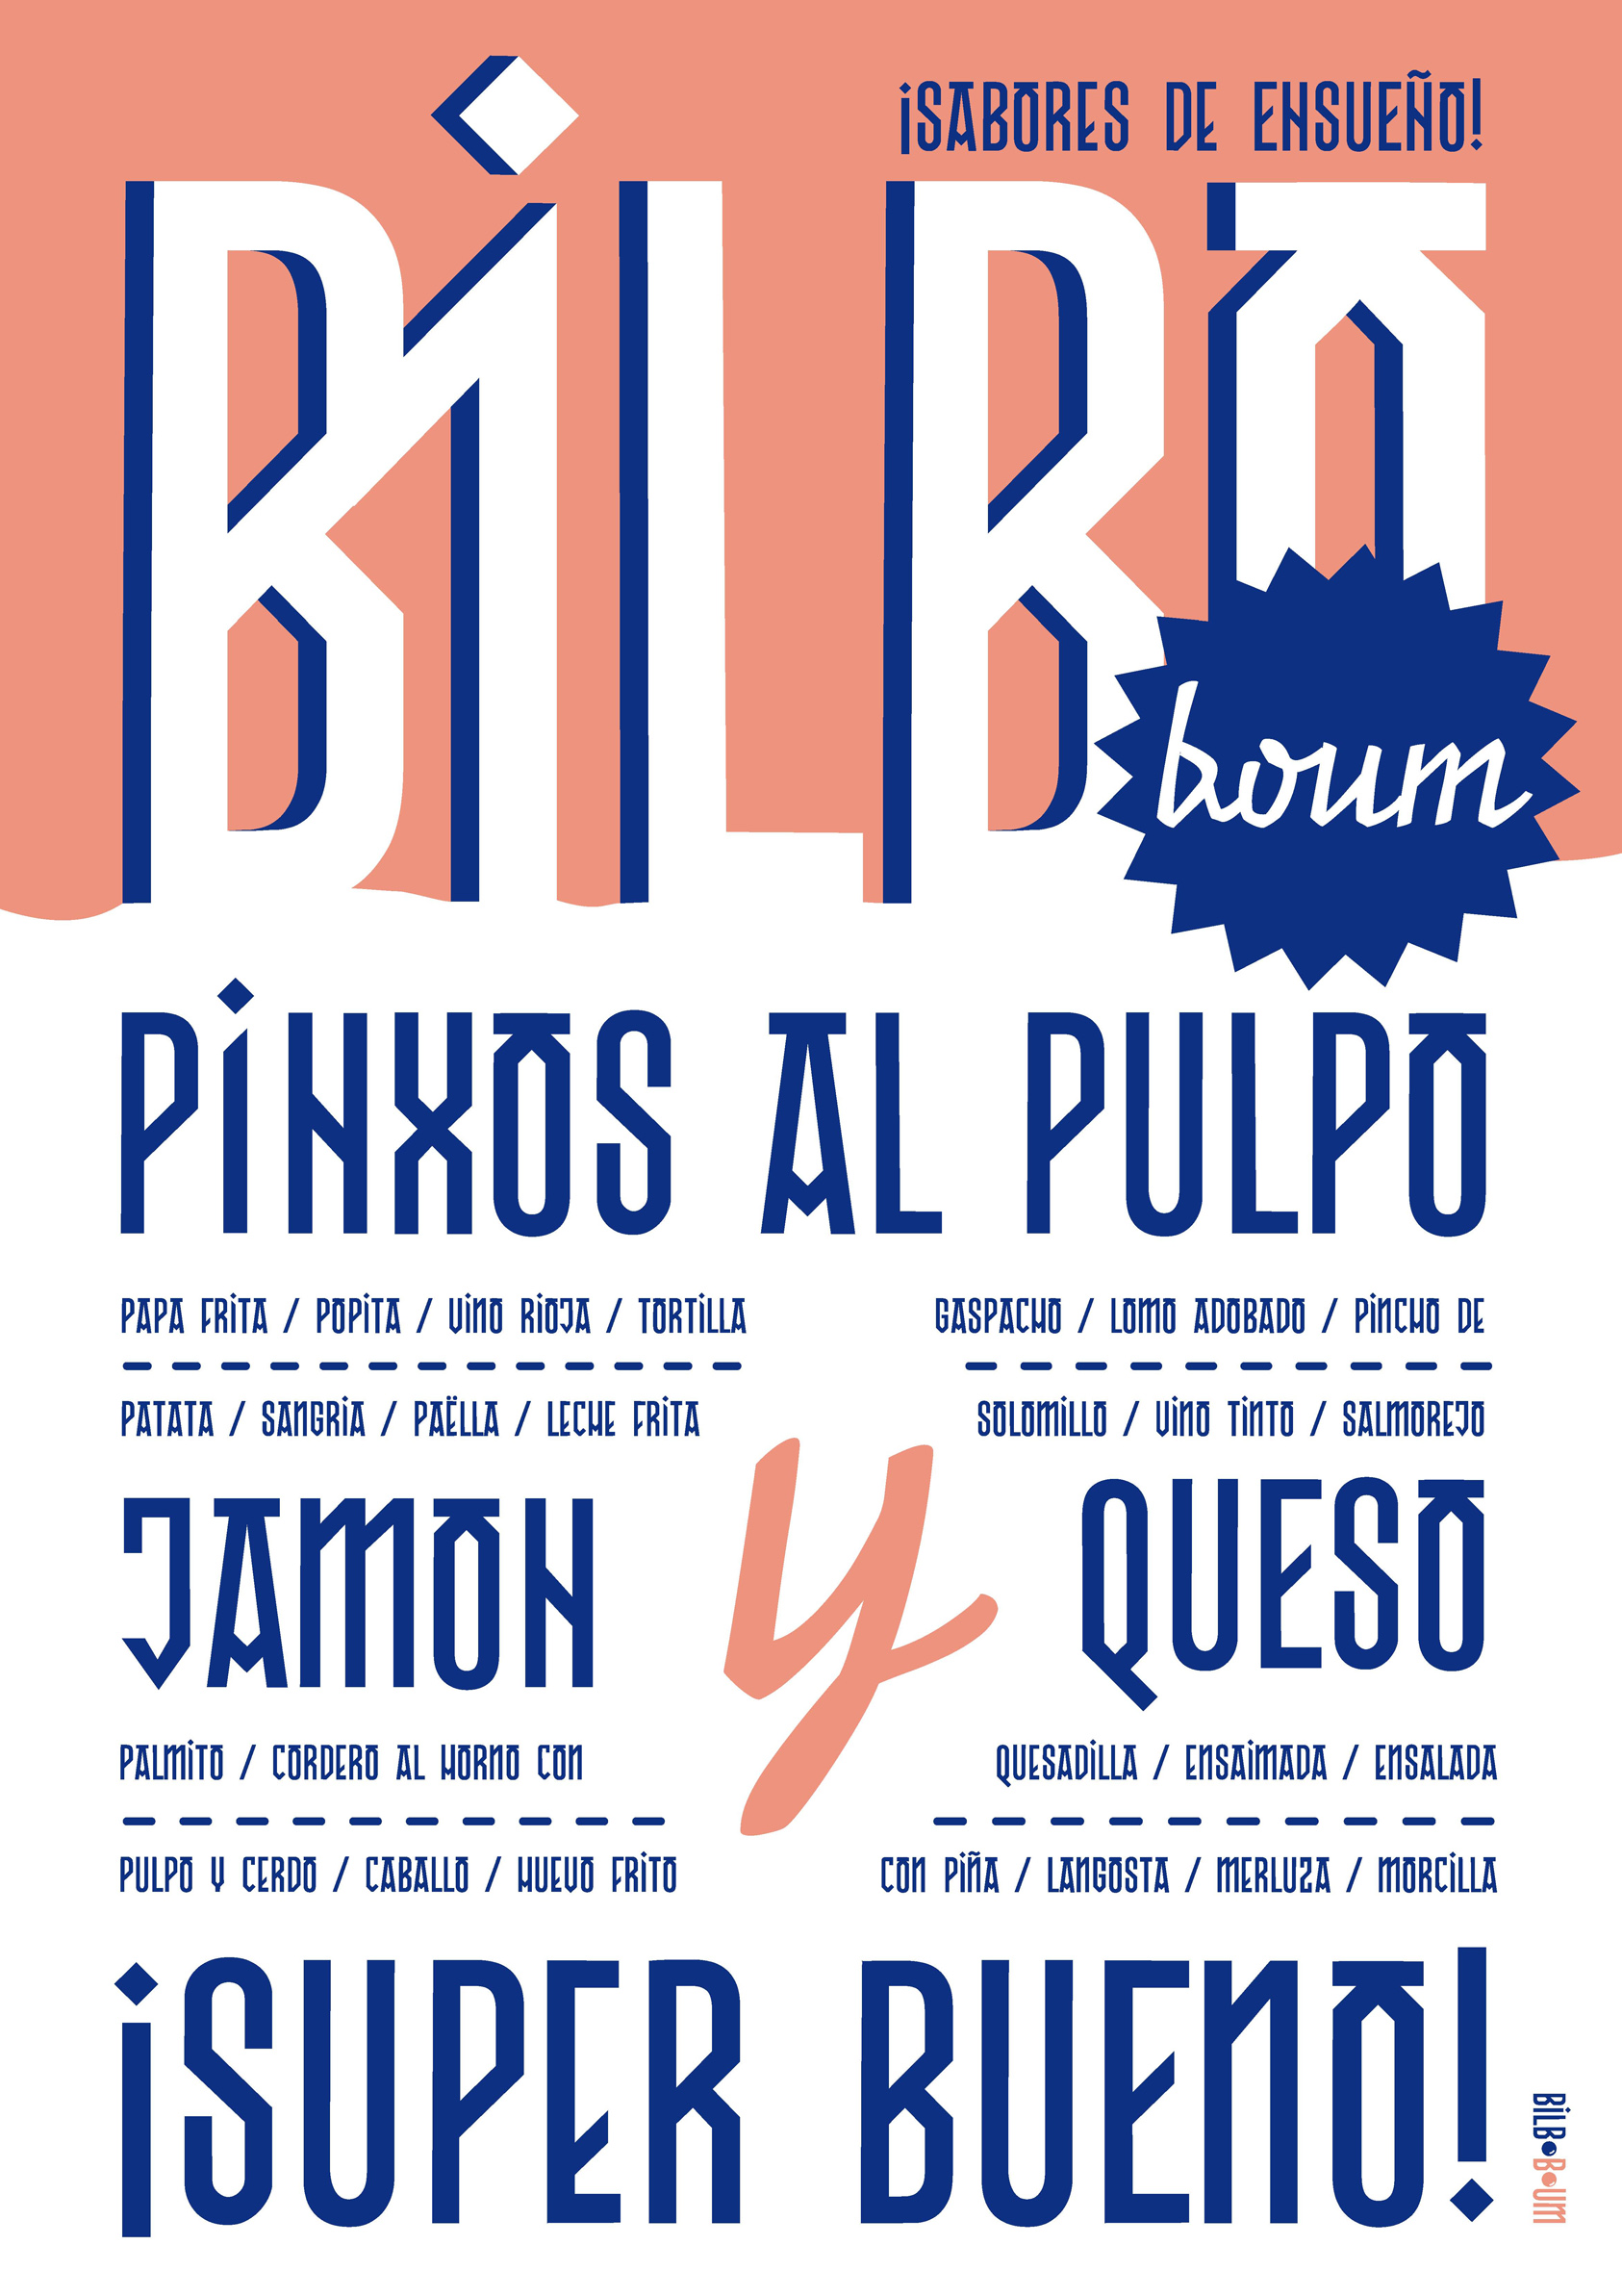 ¡SABORES DE ENSUEÑO!
BiLBO
boum
PiNXOS AL PULPO
PAPA FRiTA / POPiTA / ViNO RiOJA / TORTiLLA
GASPACHO / LOMO ADOBADO / PiNCHO DE
PATATA / SANGRiA / PAËLLA / LECHE FRiTA
SOLOMiLLO / ViNO TiNTO / SALMOREJO
JAMON y QUESO
PALMiTO / CORDERO AL HORNO CON
QUESADiLLA / ENSAiMADA / ENSALADA
PULPO Y CERDO / CABALLO / HUEVO FRiTO
CON PiÑA / LANGOSTA / MERLUZA / MORCiLLA
¡SUPER BUENO!
BiLBOBOUM